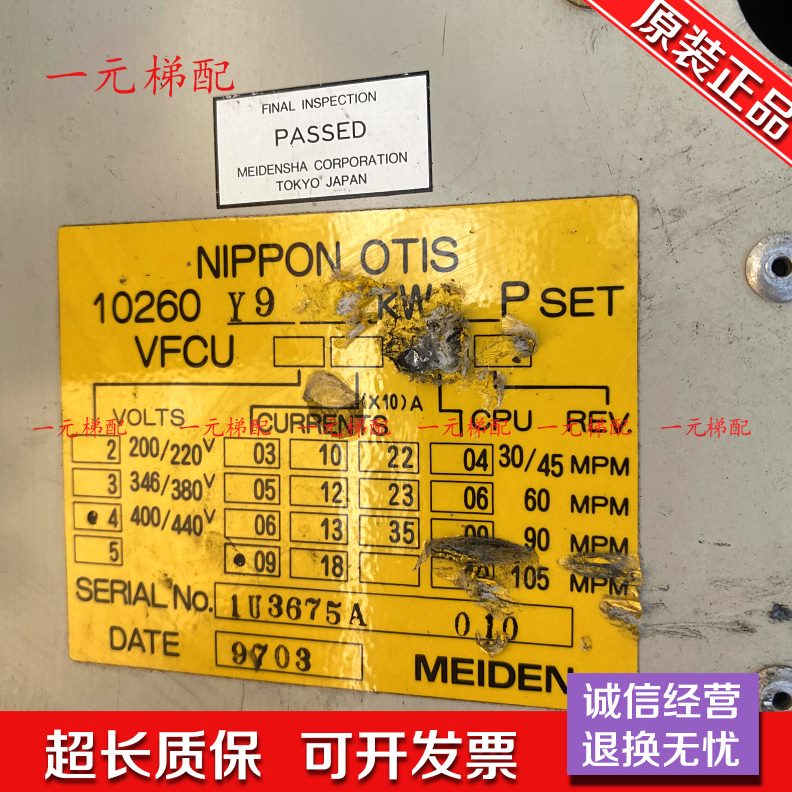 原装正品
一元梯配
FINAL INSPECTION
PASSED
MEIDENSHA CORPORATION
TOKYO JAPAN
NIPPON OTIS
10260 Y9 KW P SET
VFCU
(X10)A
VOLTS CURRENTS CPU REV.
一元梯配 一元梯配 一元梯配 一元梯配 一元梯配 一元梯配
2 200/220V 03 10 22 04 30/45 MPM
3 346/380V 05 12 23 06 60 MPM
4 400/440V 06 13 35 09 90 MPM
5 09 18 105 MPM
SERIAL No. 1U3675A 010
DATE 9703 MEIDEN
诚信经营
退换无忧
超长质保 可开发票